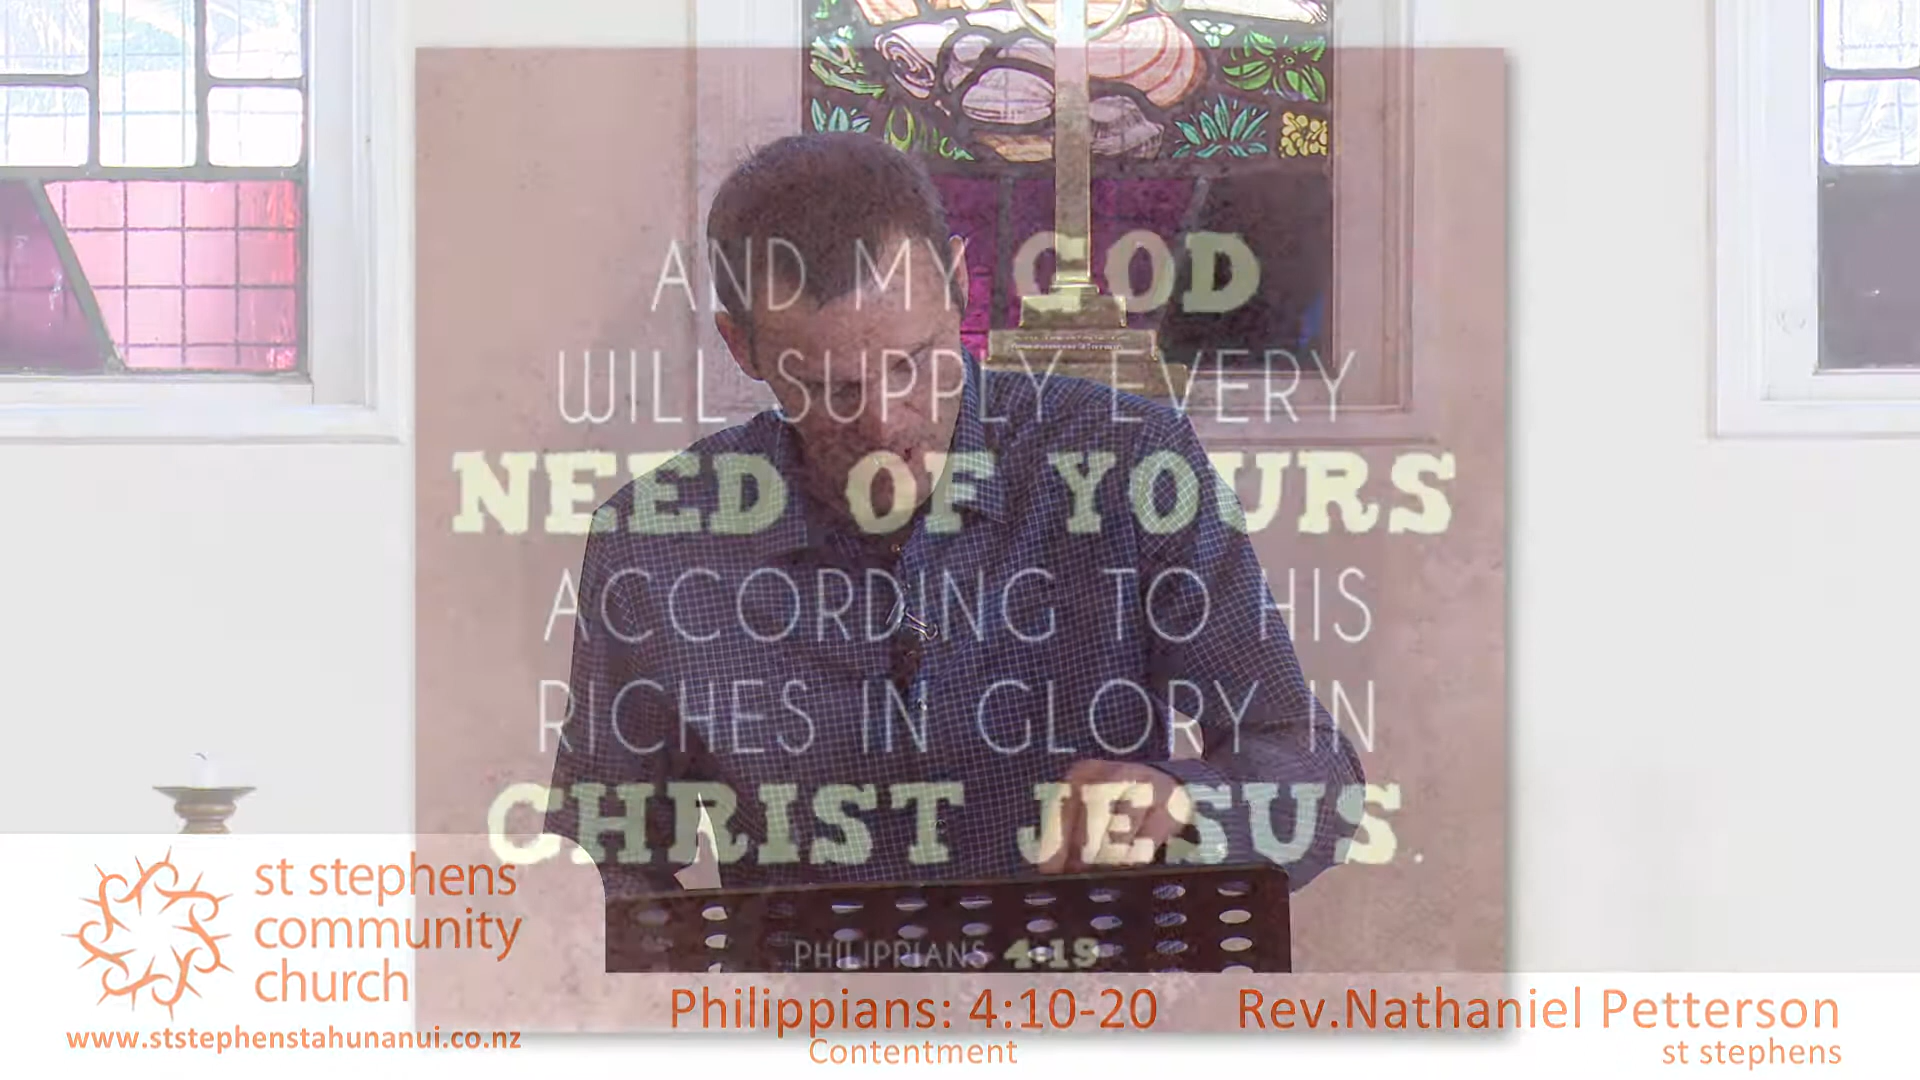 AND MY GOD
WILL SUPPLY EVERY
NEED OF YOURS
ACCORDING TO HIS
RICHES IN GLORY IN
CHRIST JESUS.
PHILIPPIANS 4:19
st stephens
community
church
www.ststephenstahunanui.co.nz
Philippians: 4:10-20
Contentment
Rev.Nathaniel Petterson
st stephens